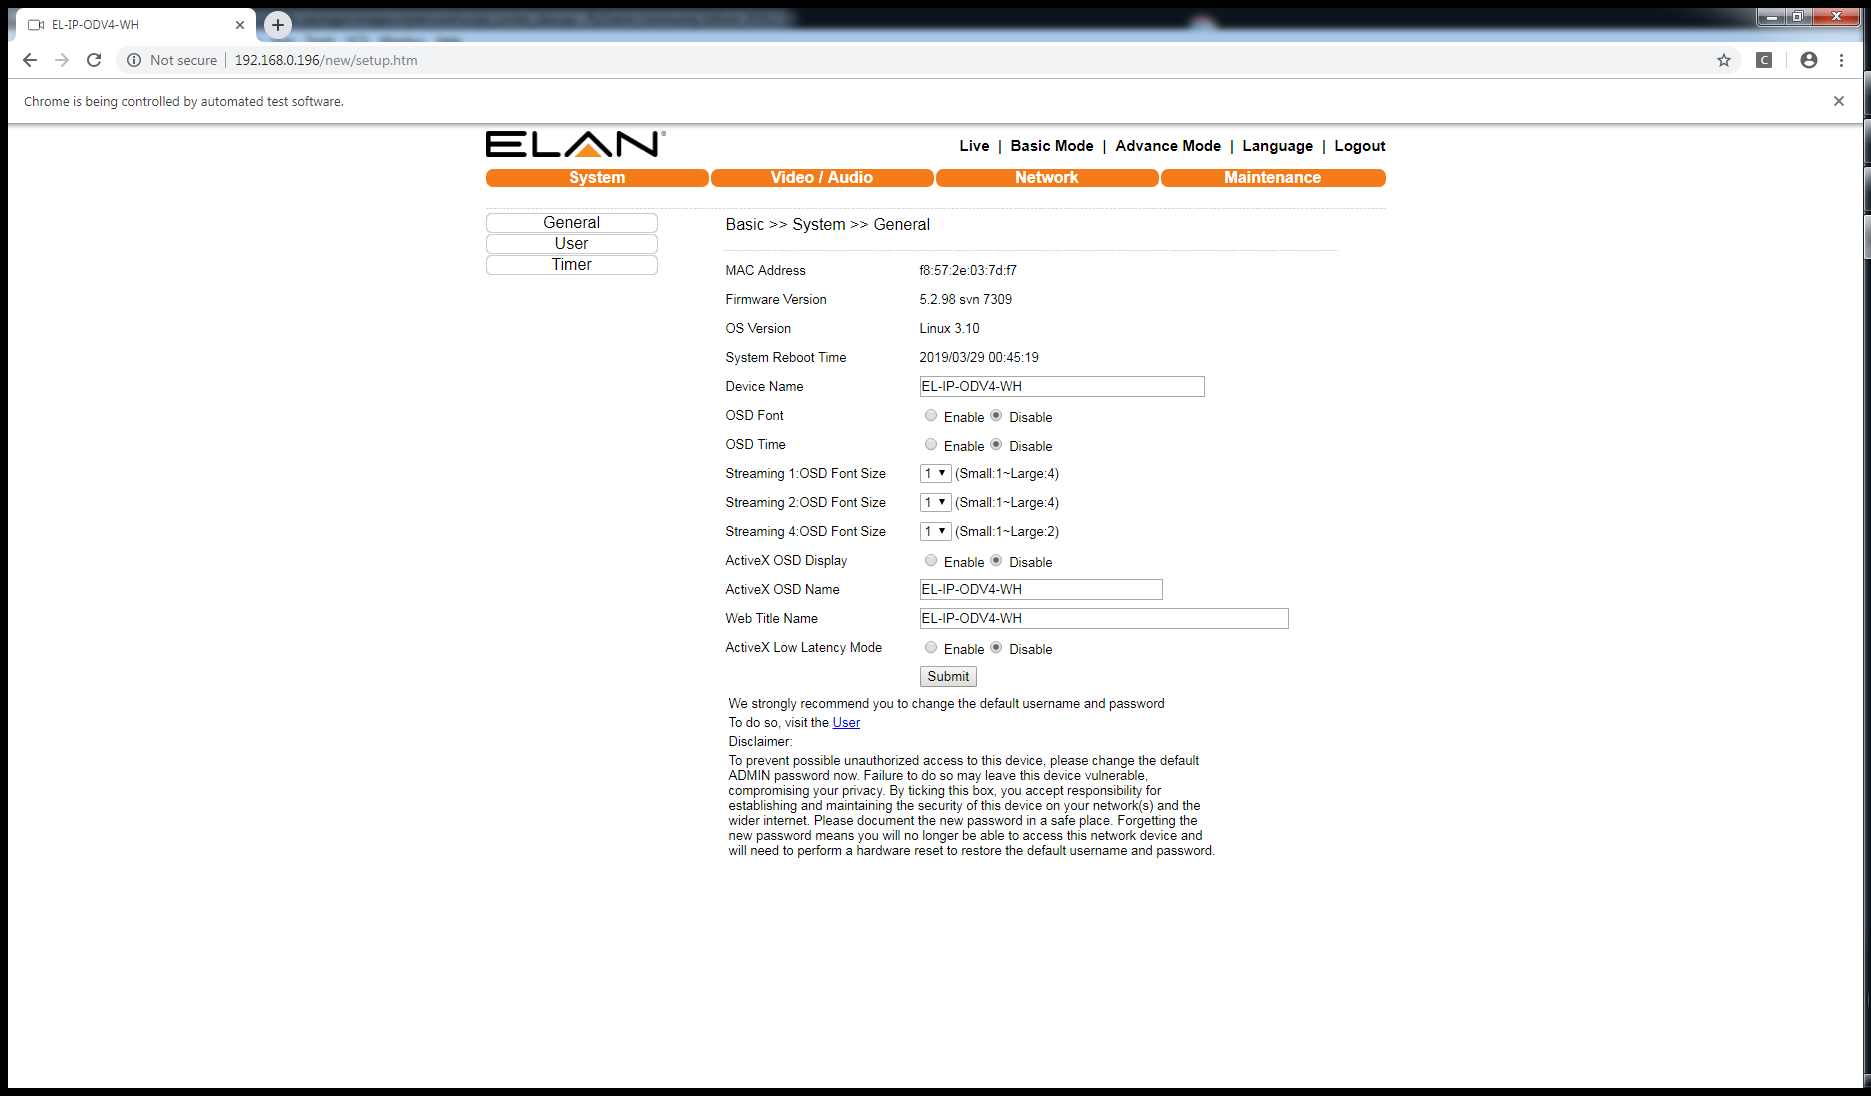 EL-IP-ODV4-WH
Not secure 192.168.0.196/new/setup.htm
C
Chrome is being controlled by automated test software.
ELAN®
Live | Basic Mode | Advance Mode | Language | Logout
System Video / Audio Network Maintenance
General
User
Timer
Basic >> System >> General
MAC Address f8:57:2e:03:7d:f7
Firmware Version 5.2.98 svn 7309
OS Version Linux 3.10
System Reboot Time 2019/03/29 00:45:19
Device Name EL-IP-ODV4-WH
OSD Font Enable Disable
OSD Time Enable Disable
Streaming 1:OSD Font Size 1 (Small:1~Large:4)
Streaming 2:OSD Font Size 1 (Small:1~Large:4)
Streaming 4:OSD Font Size 1 (Small:1~Large:2)
ActiveX OSD Display Enable Disable
ActiveX OSD Name EL-IP-ODV4-WH
Web Title Name EL-IP-ODV4-WH
ActiveX Low Latency Mode Enable Disable
Submit
We strongly recommend you to change the default username and password
To do so, visit the User
Disclaimer:
To prevent possible unauthorized access to this device, please change the default
ADMIN password now. Failure to do so may leave this device vulnerable,
compromising your privacy. By ticking this box, you accept responsibility for
establishing and maintaining the security of this device on your network(s) and the
wider internet. Please document the new password in a safe place. Forgetting the
new password means you will no longer be able to access this network device and
will need to perform a hardware reset to restore the default username and password.